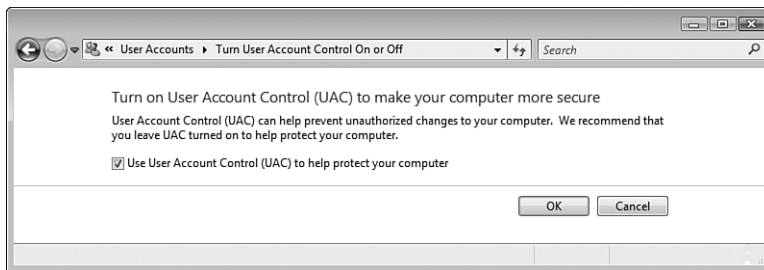 « User Accounts ▸ Turn User Account Control On or Off
Search
Turn on User Account Control (UAC) to make your computer more secure
User Account Control (UAC) can help prevent unauthorized changes to your computer. We recommend that
you leave UAC turned on to help protect your computer.
Use User Account Control (UAC) to help protect your computer
OK
Cancel